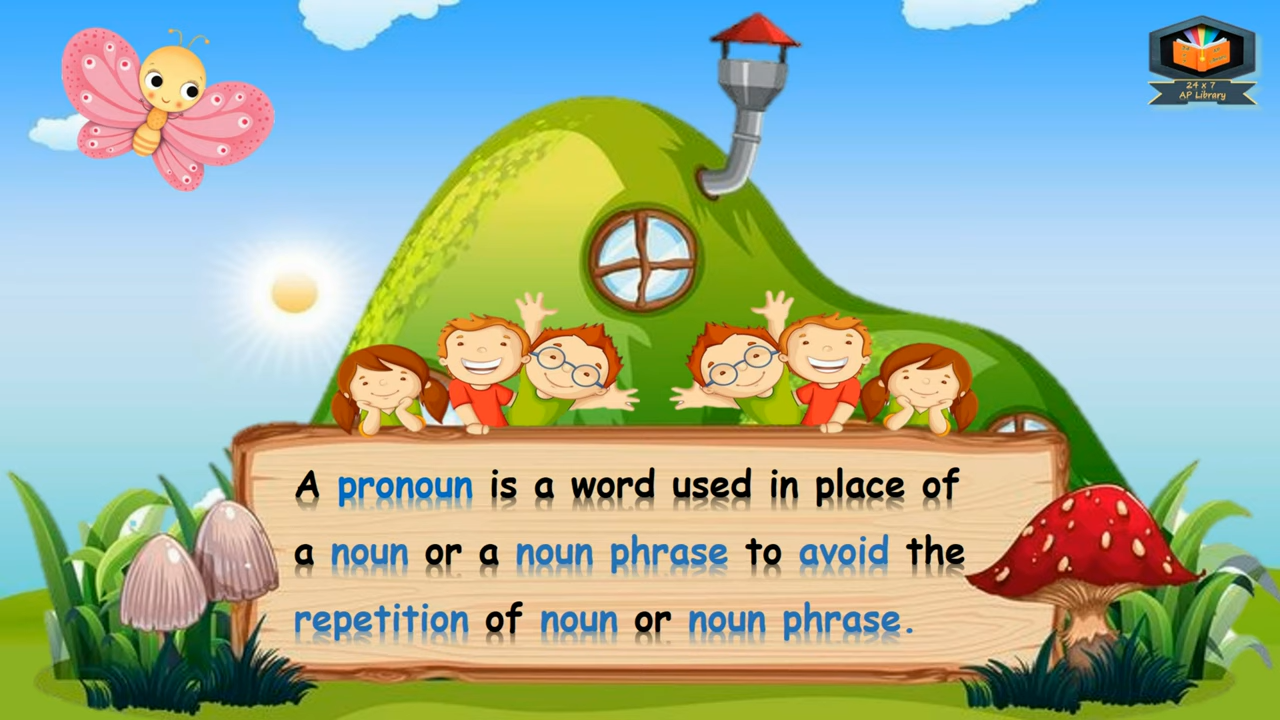 24 x 7
AP Library
A pronoun is a word used in place of
a noun or a noun phrase to avoid the
repetition of noun or noun phrase.